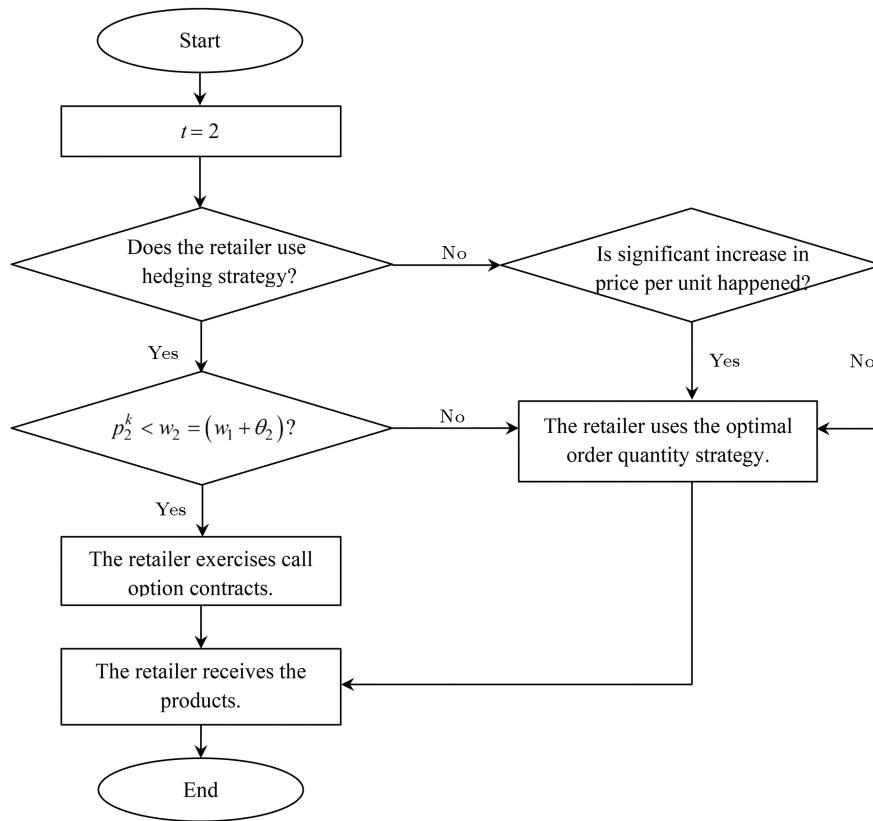 Start
t = 2
Does the retailer use
hedging strategy?
No
Is significant increase in
price per unit happened?
Yes
Yes
No
p_2^k < w_2 = (w_1 + θ_2)?
No
The retailer uses the optimal
order quantity strategy.
Yes
The retailer exercises call
option contracts.
The retailer receives the
products.
End